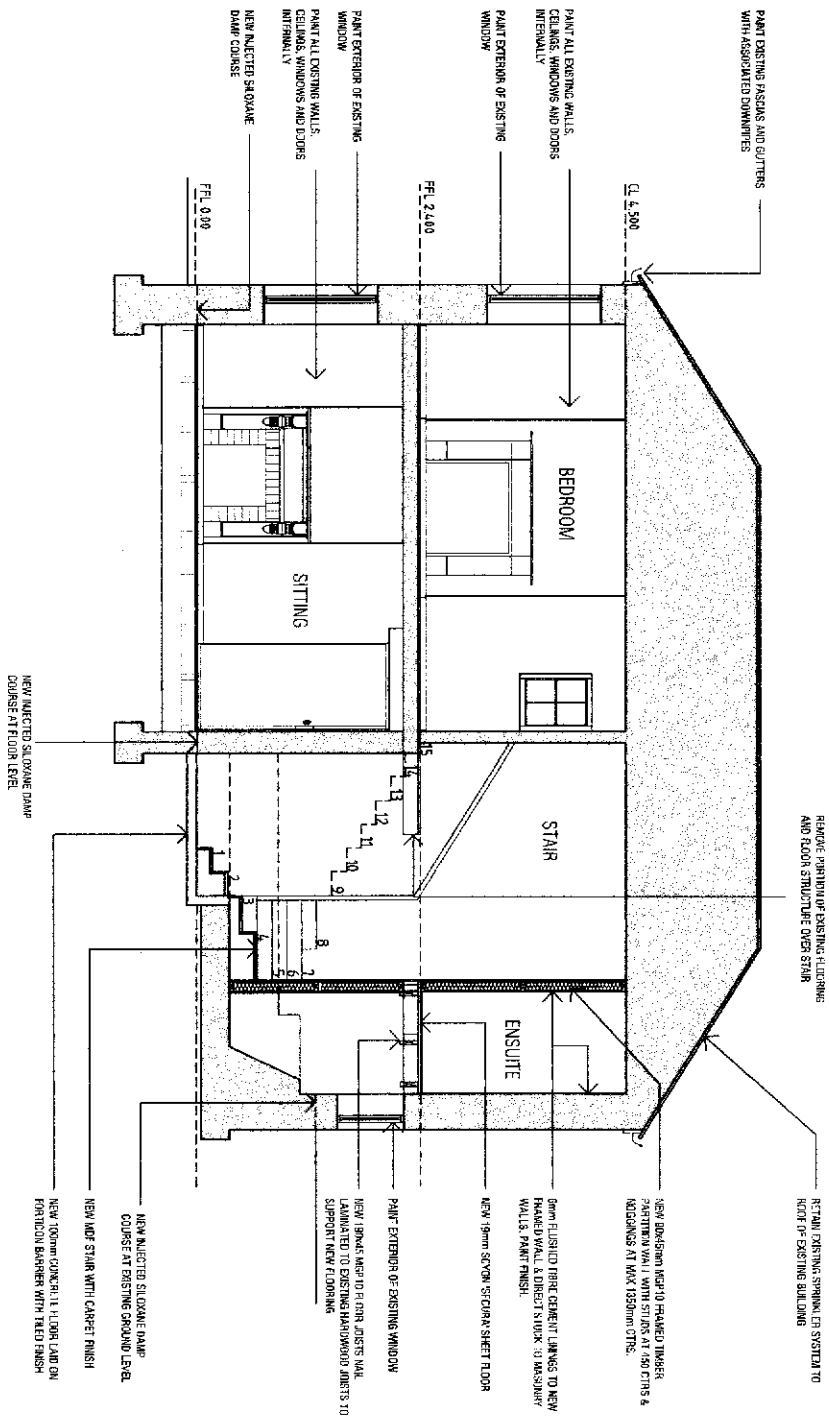 PAINT EXISTING FASCIAS AND GUTTERS
WITH ASSOCIATED DOWNPIPES
CL 4,500
PAINT ALL EXISTING WALLS,
CEILINGS, WINDOWS AND DOORS
INTERNALLY
PAINT EXTERIOR OF EXISTING
WINDOW
FFL 2,400
PAINT EXTERIOR OF EXISTING
WINDOW
PAINT ALL EXISTING WALLS,
CEILINGS, WINDOWS AND DOORS
INTERNALLY
NEW INJECTED SILOXANE
DAMP COURSE
FFL 0.00
BEDROOM
SITTING
STAIR
ENSUITE
1
2
3
4
5
6
7
8
9
10
11
12
13
14
15
NEW INJECTED SILOXANE DAMP
COURSE AT FLOOR LEVEL
REMOVE PORTION OF EXISTING FLOORING
AND FLOOR STRUCTURE OVER STAIR
RETAIN EXISTING SPRINKLER SYSTEM TO
ROOF OF EXISTING BUILDING
NEW 90x45mm MGP10 FRAMED TIMBER
PARTITION WALL WITH STUDS AT 450 CTRS &
NOGGINGS AT MAX 1350mm CTRS.
6mm FLUSHED FIBRE CEMENT LININGS TO NEW
FRAMED WALL & DIRECT STUCK TO MASONRY
WALLS. PAINT FINISH.
NEW 19mm SCYON 'SECURA' SHEET FLOOR
PAINT EXTERIOR OF EXISTING WINDOW
NEW 190x45 MGP10 FLOOR JOISTS NAIL
LAMINATED TO EXISTING HARDWOOD JOISTS TO
SUPPORT NEW FLOORING
NEW INJECTED SILOXANE DAMP
COURSE AT EXISTING GROUND LEVEL
NEW MDF STAIR WITH CARPET FINISH
NEW 100mm CONCRETE FLOOR LAID ON
FORTICON BARRIER WITH TILED FINISH